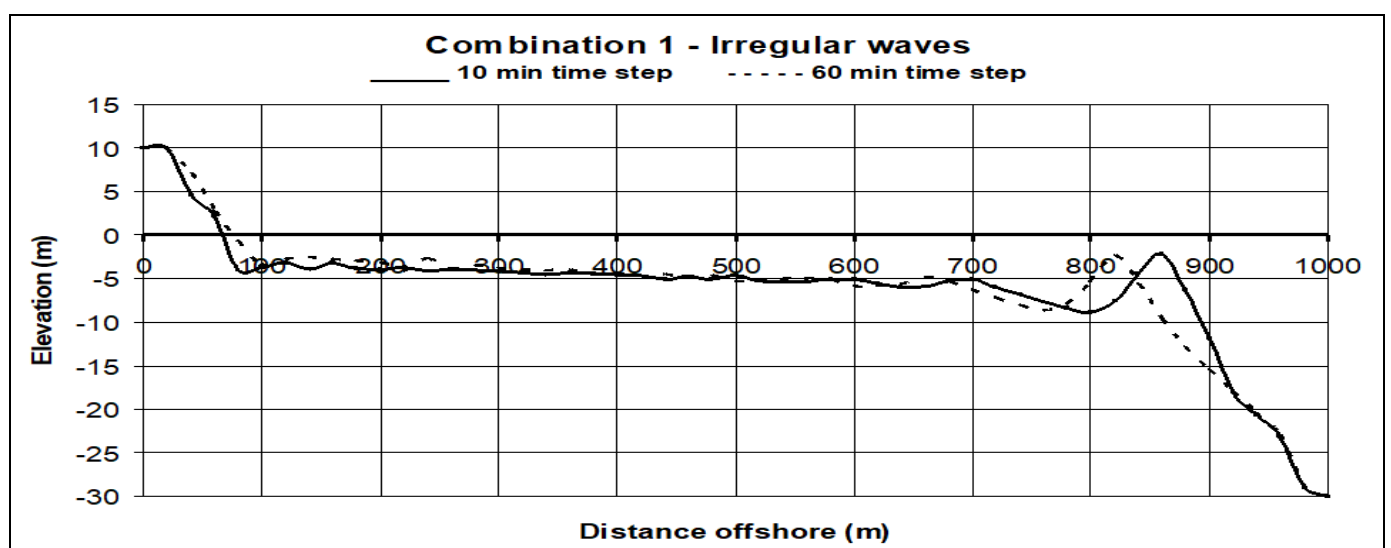 Combination 1 - Irregular waves
10 min time step 60 min time step
15
10
5
0
-5
-10
-15
-20
-25
-30
0 100 200 300 400 500 600 700 800 900 1000
Elevation (m)
Distance offshore (m)